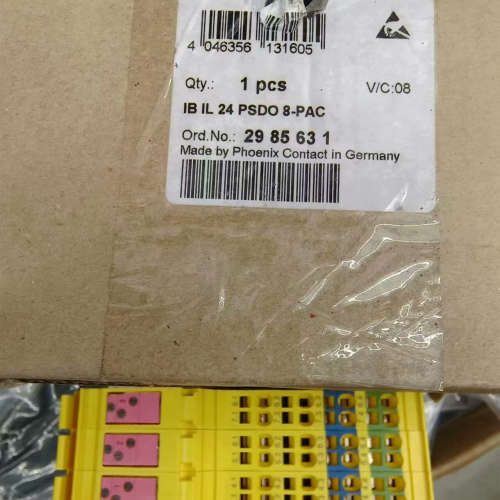 4 046356 131605
Qty.: 1 pcs V/C:08
IB IL 24 PSDO 8-PAC
Ord.No.: 29 85 63 1
Made by Phoenix Contact in Germany